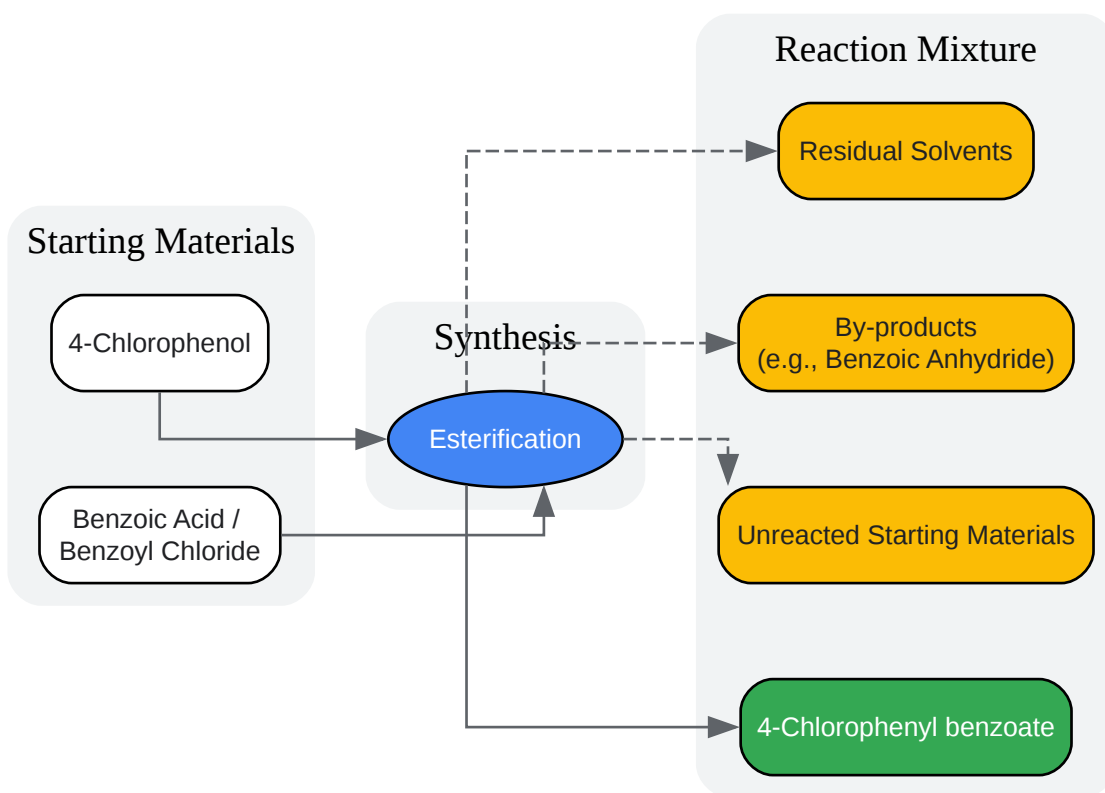 Starting Materials
4-Chlorophenol
Benzoic Acid /
Benzoyl Chloride
Synthesis
Esterification
Reaction Mixture
Residual Solvents
By-products
(e.g., Benzoic Anhydride)
Unreacted Starting Materials
4-Chlorophenyl benzoate